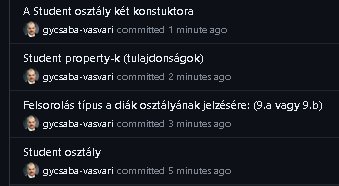 A Student osztály két konstuktora
gycsaba-vasvari committed 1 minute ago
Student property-k (tulajdonságok)
gycsaba-vasvari committed 2 minutes ago
Felsorolás típus a diák osztályának jelzésére: (9.a vagy 9.b)
gycsaba-vasvari committed 3 minutes ago
Student osztály
gycsaba-vasvari committed 5 minutes ago